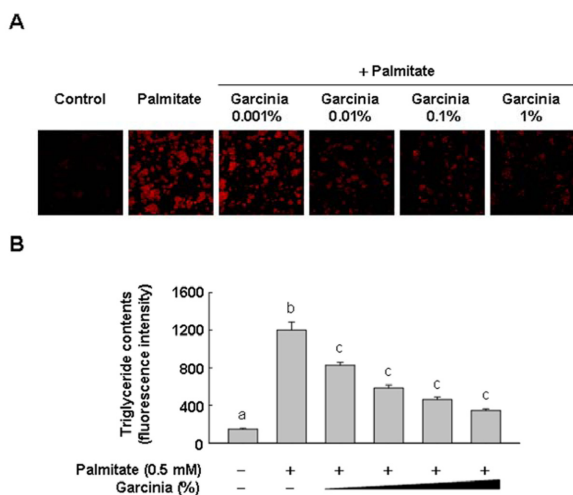 A
+ Palmitate
Control Palmitate Garcinia 0.001% Garcinia 0.01% Garcinia 0.1% Garcinia 1%
B
Triglyceride contents
(fluorescence intensity)
1600
1200
800
400
0
a b c c c c
Palmitate (0.5 mM) – + + + + +
Garcinia (%) – –